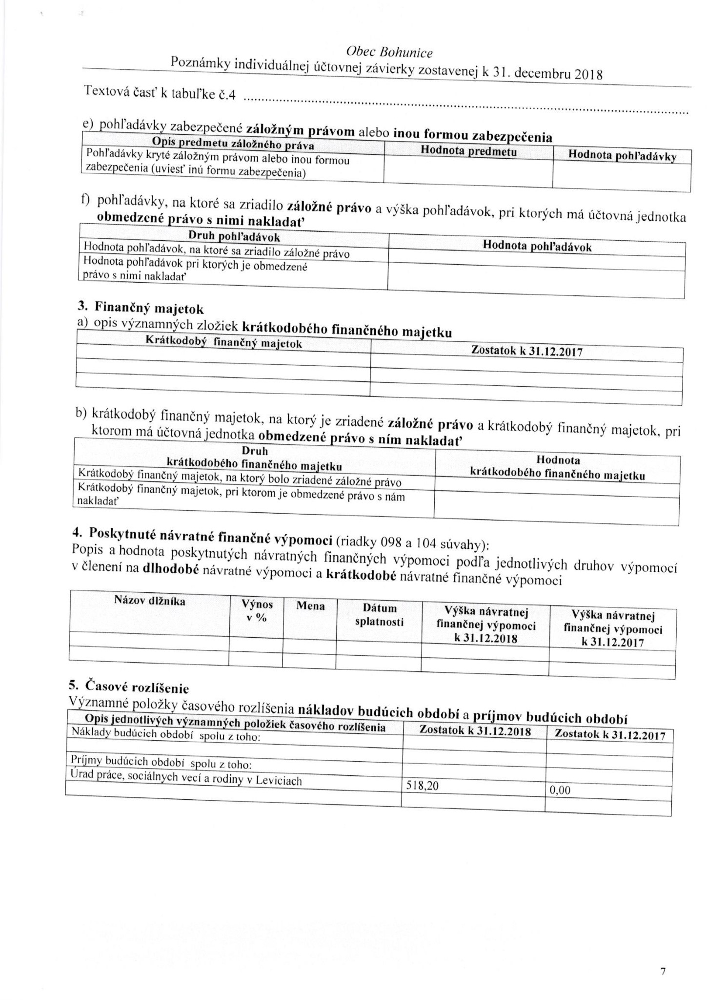 Obec Bohunice
Poznámky individuálnej účtovnej závierky zostavenej k 31. decembru 2018
Textová časť k tabuľke č.4 ..........................................................................................
e) pohľadávky zabezpečené záložným právom alebo inou formou zabezpečenia
Opis predmetu záložného práva Hodnota predmetu Hodnota pohľadávky
Pohľadávky kryté záložným právom alebo inou formou
zabezpečenia (uviesť inú formu zabezpečenia)
f) pohľadávky, na ktoré sa zriadilo záložné právo a výška pohľadávok, pri ktorých má účtovná jednotka
obmedzené právo s nimi nakladať
Druh pohľadávok Hodnota pohľadávok
Hodnota pohľadávok, na ktoré sa zriadilo záložné právo
Hodnota pohľadávok pri ktorých je obmedzené
právo s nimi nakladať
3. Finančný majetok
a) opis významných zložiek krátkodobého finančného majetku
Krátkodobý finančný majetok Zostatok k 31.12.2017
b) krátkodobý finančný majetok, na ktorý je zriadené záložné právo a krátkodobý finančný majetok, pri
ktorom má účtovná jednotka obmedzené právo s ním nakladať
Druh
krátkodobého finančného majetku
Hodnota
krátkodobého finančného majetku
Krátkodobý finančný majetok, na ktorý bolo zriadené záložné právo
Krátkodobý finančný majetok, pri ktorom je obmedzené právo s nám
nakladať
4. Poskytnuté návratné finančné výpomoci (riadky 098 a 104 súvahy):
Popis a hodnota poskytnutých návratných finančných výpomoci podľa jednotlivých druhov výpomocí
v členení na dlhodobé návratné výpomoci a krátkodobé návratné finančné výpomoci
Názov dlžníka
Výnos
v %
Mena
Dátum
splatnosti
Výška návratnej
finančnej výpomoci
k 31.12.2018
Výška návratnej
finančnej výpomoci
k 31.12.2017
5. Časové rozlíšenie
Významné položky časového rozlíšenia nákladov budúcich období a príjmov budúcich období
Opis jednotlivých významných položiek časového rozlíšenia Zostatok k 31.12.2018 Zostatok k 31.12.2017
Náklady budúcich období spolu z toho:
Príjmy budúcich období spolu z toho:
Úrad práce, sociálnych vecí a rodiny v Leviciach 518,20 0,00
7